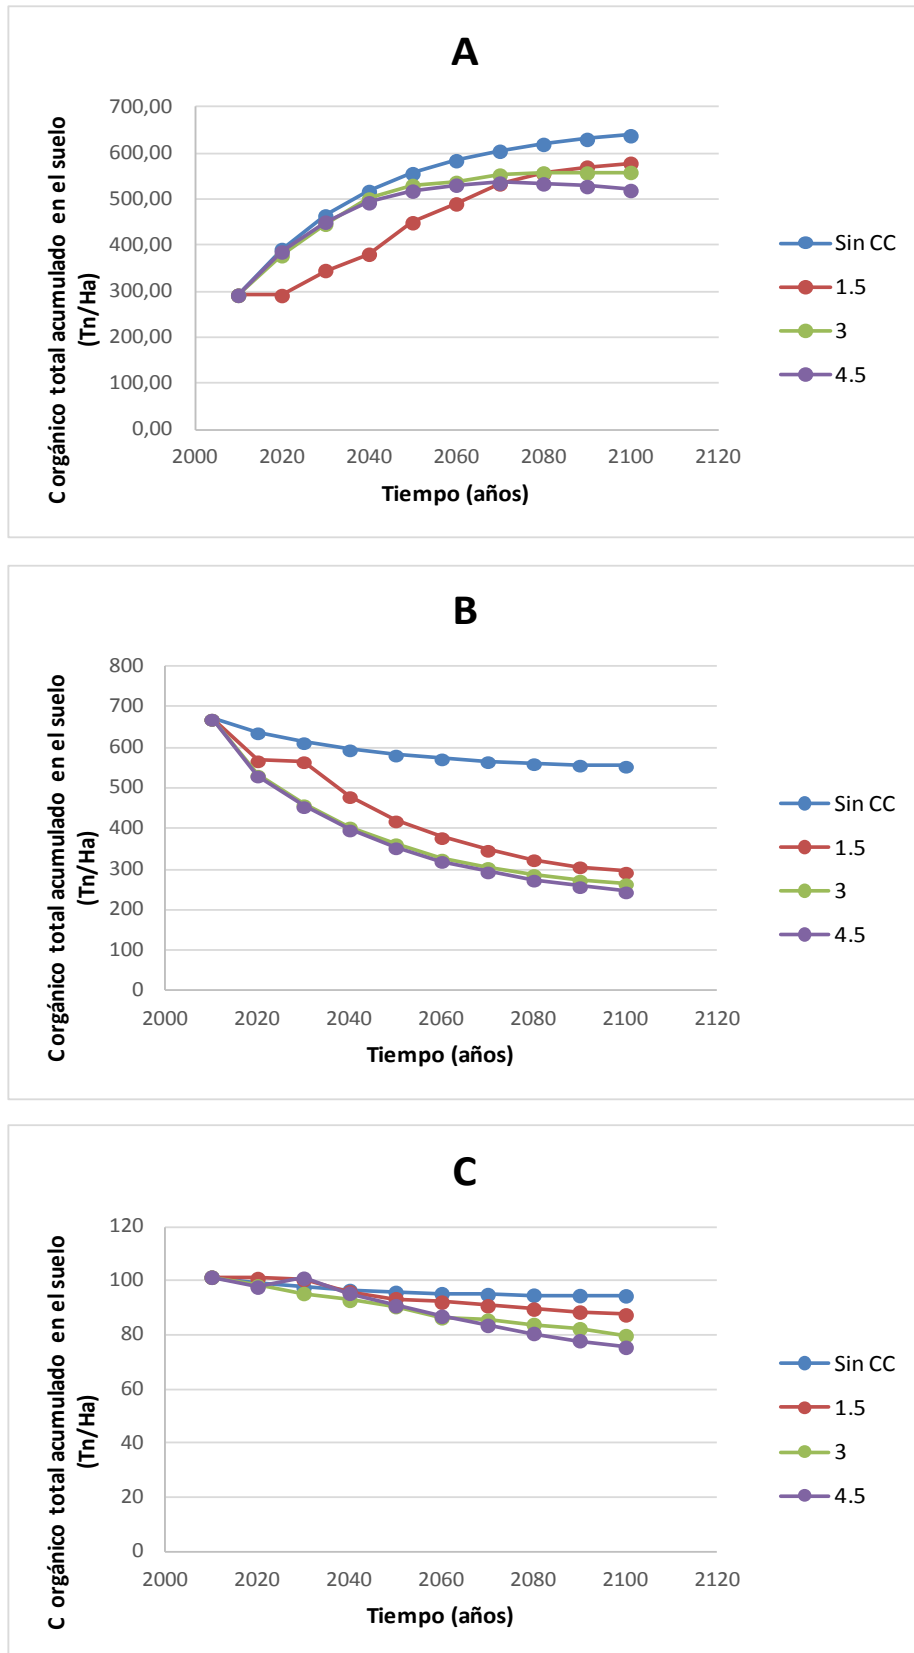 A
C orgánico total acumulado en el suelo
(Tn/Ha)
700,00
600,00
500,00
400,00
300,00
200,00
100,00
0,00
2000 2020 2040 2060 2080 2100 2120
Tiempo (años)
Sin CC
1.5
3
4.5
B
C orgánico total acumulado en el suelo
(Tn/Ha)
800
700
600
500
400
300
200
100
0
2000 2020 2040 2060 2080 2100 2120
Tiempo (años)
Sin CC
1.5
3
4.5
C
C orgánico total acumulado en el suelo
(Tn/Ha)
120
100
80
60
40
20
0
2000 2020 2040 2060 2080 2100 2120
Tiempo (años)
Sin CC
1.5
3
4.5